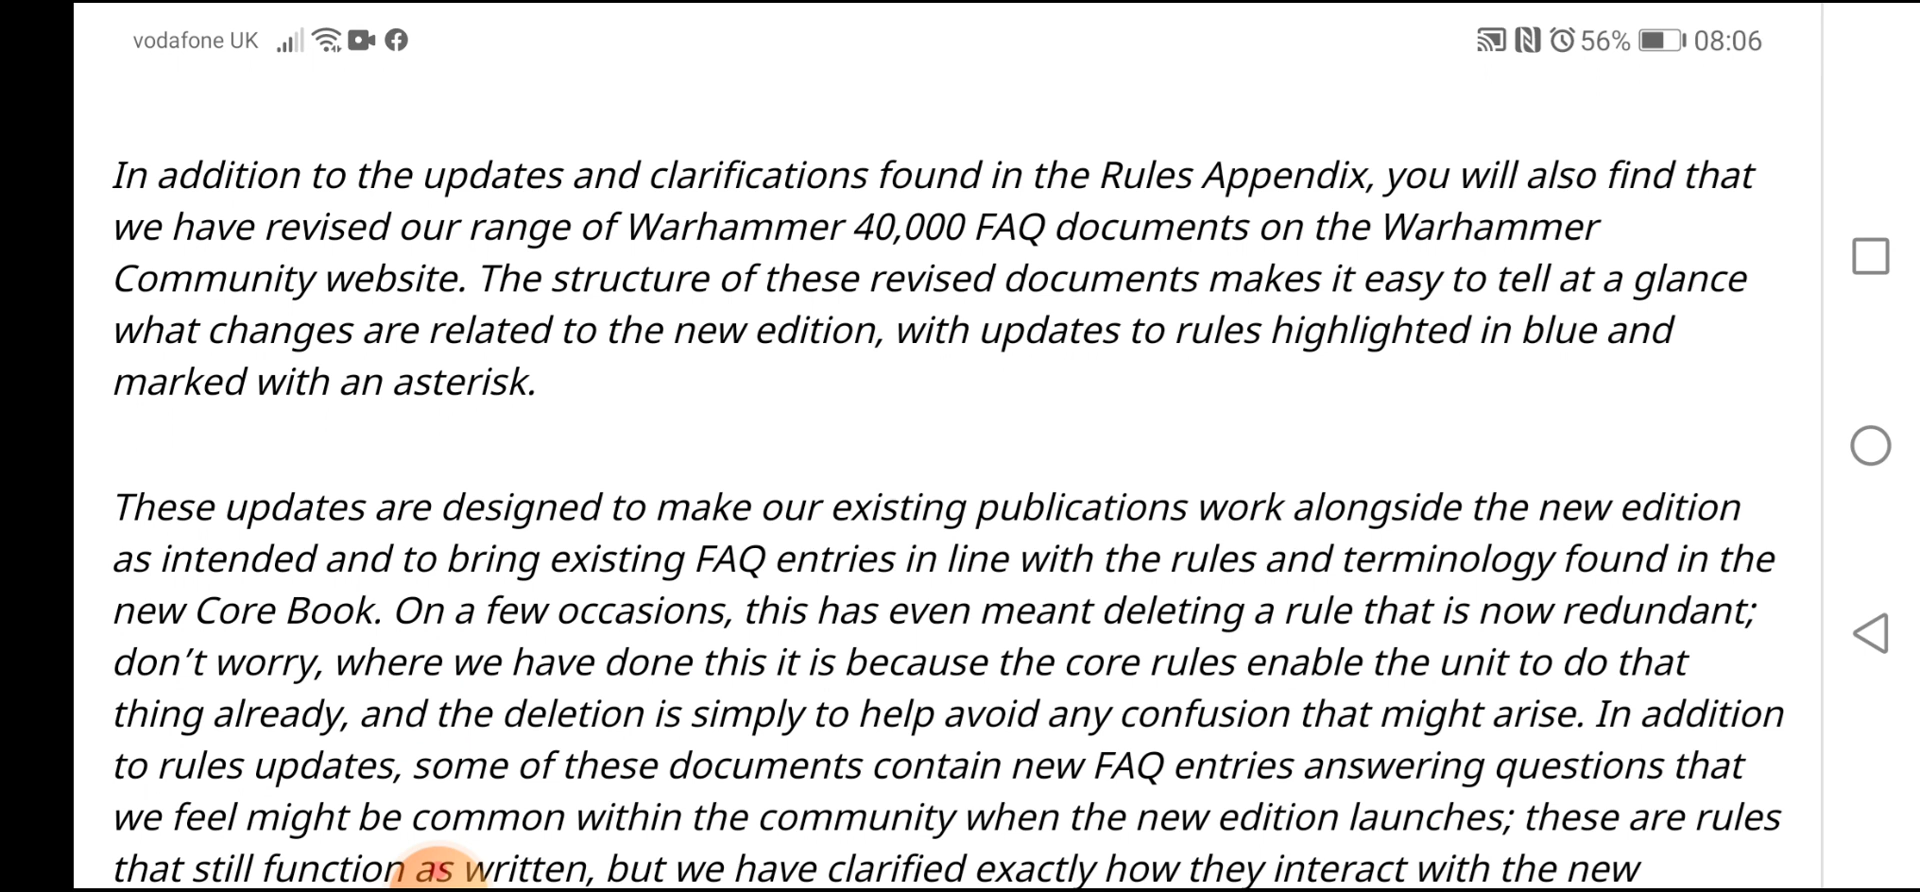 vodafone UK 56% 08:06
In addition to the updates and clarifications found in the Rules Appendix, you will also find that
we have revised our range of Warhammer 40,000 FAQ documents on the Warhammer
Community website. The structure of these revised documents makes it easy to tell at a glance
what changes are related to the new edition, with updates to rules highlighted in blue and
marked with an asterisk.
These updates are designed to make our existing publications work alongside the new edition
as intended and to bring existing FAQ entries in line with the rules and terminology found in the
new Core Book. On a few occasions, this has even meant deleting a rule that is now redundant;
don’t worry, where we have done this it is because the core rules enable the unit to do that
thing already, and the deletion is simply to help avoid any confusion that might arise. In addition
to rules updates, some of these documents contain new FAQ entries answering questions that
we feel might be common within the community when the new edition launches; these are rules
that still function as written, but we have clarified exactly how they interact with the new